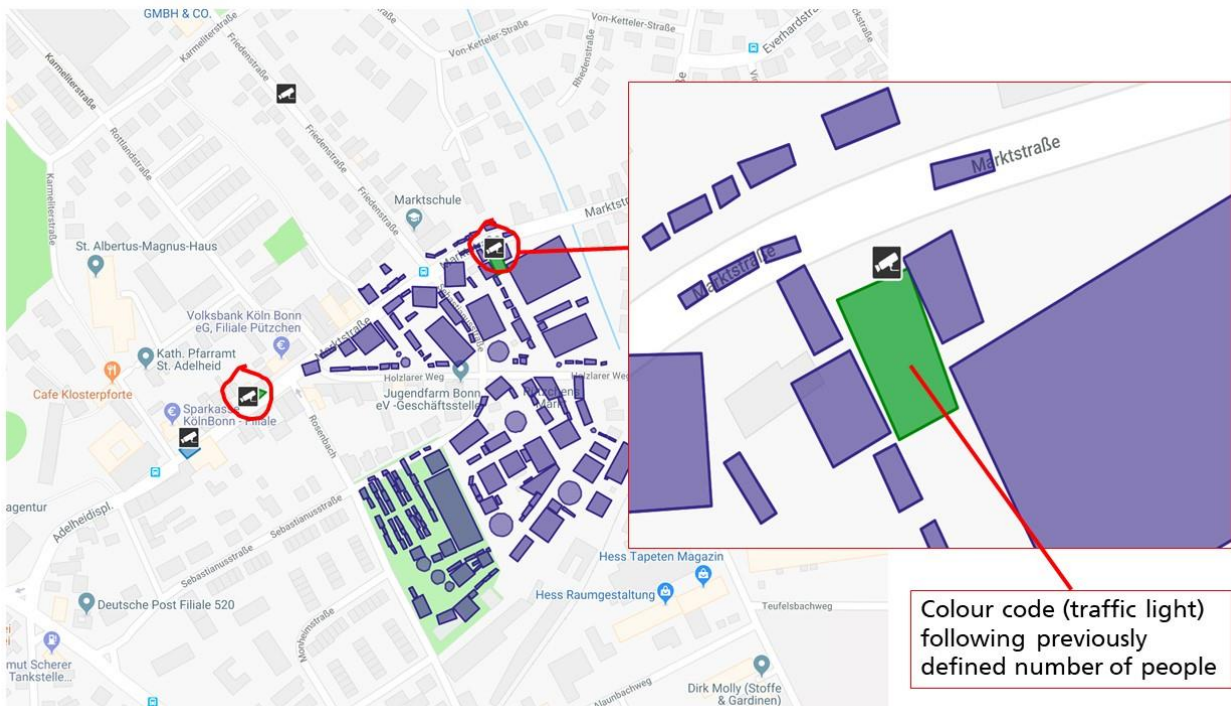 GMBH & CO.
Karmeliterstraße
Karmeliterstraße
Friedenstraße
Von-Ketteler-Straße
Von-Ketteler-Straße
Everhardstraße
Rhedenstraße
Rottlandstraße
Friedenstraße
Karmeliterstraße
Marktschule
Friedenstraße
St. Albertus-Magnus-Haus
Marktstraße
Marktstraße
Volksbank Köln Bonn
eG, Filiale Pützchen
Marktstraße
Kath. Pfarramt
St. Adelheid
Cafe Klosterpforte
Holzlarer Weg
Holzlarer Weg
Jugendfarm Bonn
eV -Geschäftsstelle
Sparkasse
KölnBonn - Filiale
Rosenbach
agentur
Adelheidispl.
Sebastianusstraße
Sebastianusstraße
Hess Tapeten Magazin
Hess Raumgestaltung
Teufelsbachweg
Deutsche Post Filiale 520
Monheimstraße
mut Scherer
Tankstelle...
Alaunbachweg
Dirk Molly (Stoffe
& Gardinen)
Colour code (traffic light)
following previously
defined number of people